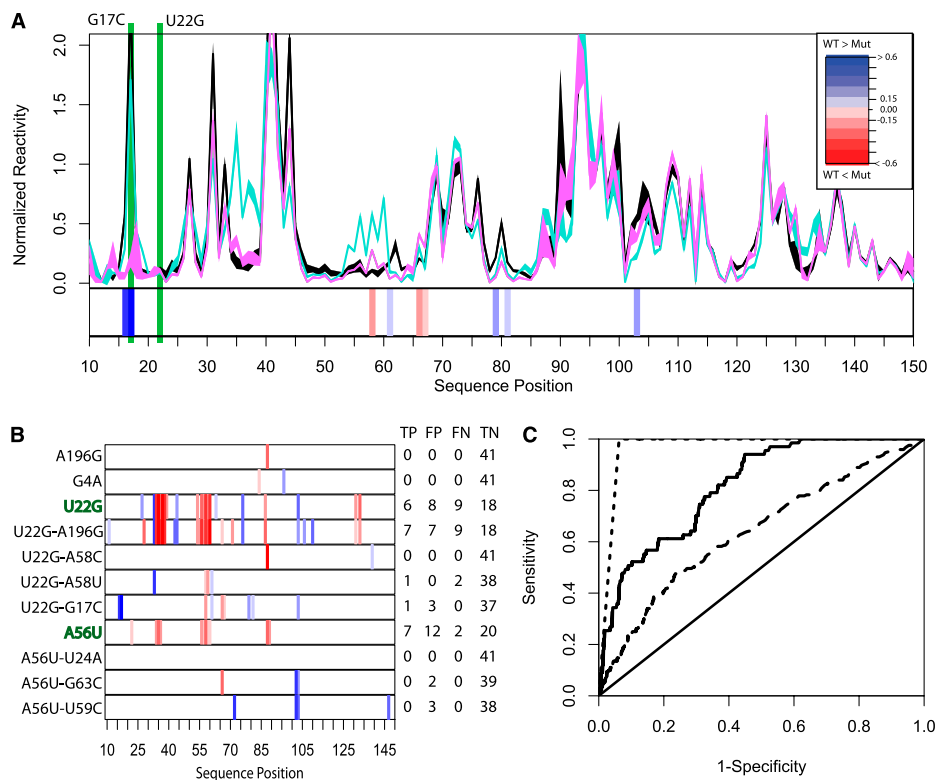 A
G17C
U22G
Normalized Reactivity
2.0
1.5
1.0
0.5
0.0
WT > Mut
> 0.6
0.15
0.00
-0.15
< -0.6
WT < Mut
10 20 30 40 50 60 70 80 90 100 110 120 130 140 150
Sequence Position
B
TP FP FN TN
A196G 0 0 0 41
G4A 0 0 0 41
U22G 6 8 9 18
U22G-A196G 7 7 9 18
U22G-A58C 0 0 0 41
U22G-A58U 1 0 2 38
U22G-G17C 1 3 0 37
A56U 7 12 2 20
A56U-U24A 0 0 0 41
A56U-G63C 0 2 0 39
A56U-U59C 0 3 0 38
10 25 40 55 70 85 105 125 145
Sequence Position
C
Sensitivity
1.0
0.8
0.6
0.4
0.2
0.0
0.0 0.2 0.4 0.6 0.8 1.0
1-Specificity